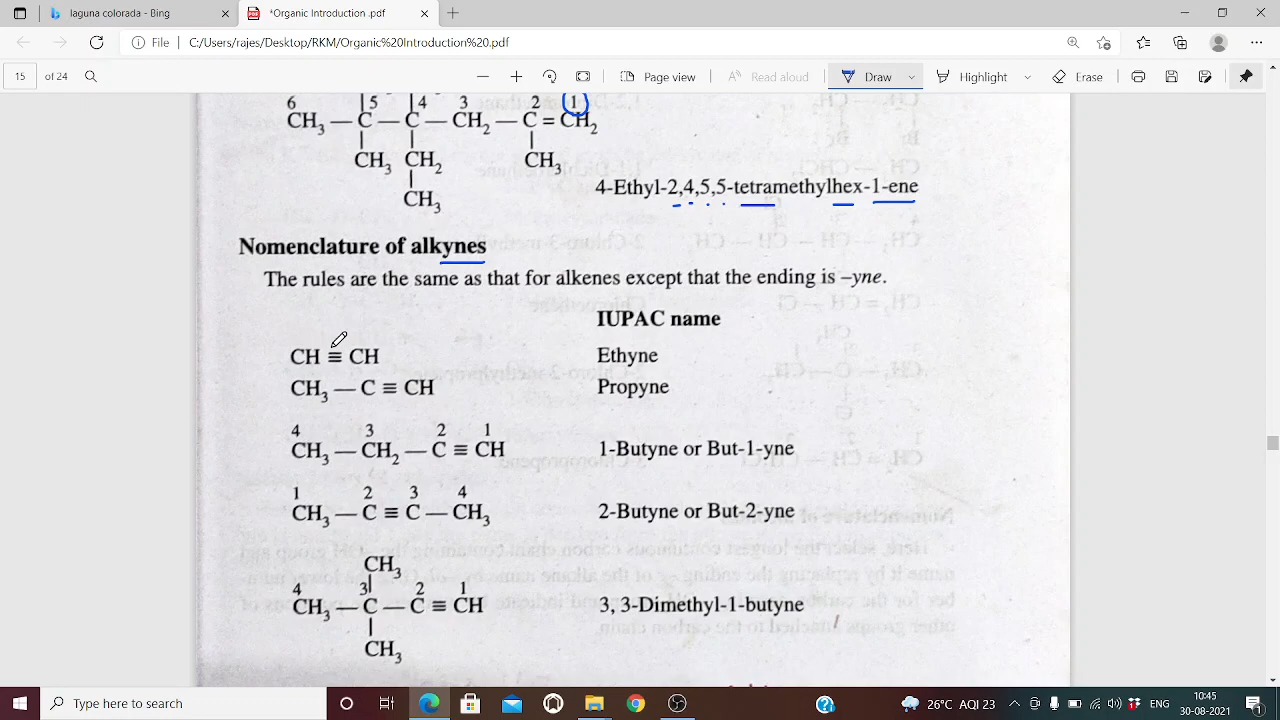 laguna colorada - Bing
*Organic Introduction .pdf
File C:/Users/rajes/Desktop/RKM/Organic%20Introduction%20.pdf
15 of 24 Page view Read aloud Draw Highlight Erase
6 5 4 3 2 1
CH₃ — C — C — CH₂ — C = CH₂
CH₃ CH₂ CH₃
CH₃
4-Ethyl-2,4,5,5-tetramethylhex-1-ene
Nomenclature of alkynes
The rules are the same as that for alkenes except that the ending is –yne.
IUPAC name
CH ≡ CH Ethyne
CH₃ — C ≡ CH Propyne
4 3 2 1
CH₃ — CH₂ — C ≡ CH 1-Butyne or But-1-yne
1 2 3 4
CH₃ — C ≡ C — CH₃ 2-Butyne or But-2-yne
CH₃
4 3 2 1
CH₃ — C — C ≡ CH 3, 3-Dimethyl-1-butyne
CH₃
Type here to search
26°C AQI 25 ENG 10:45
30-08-2021